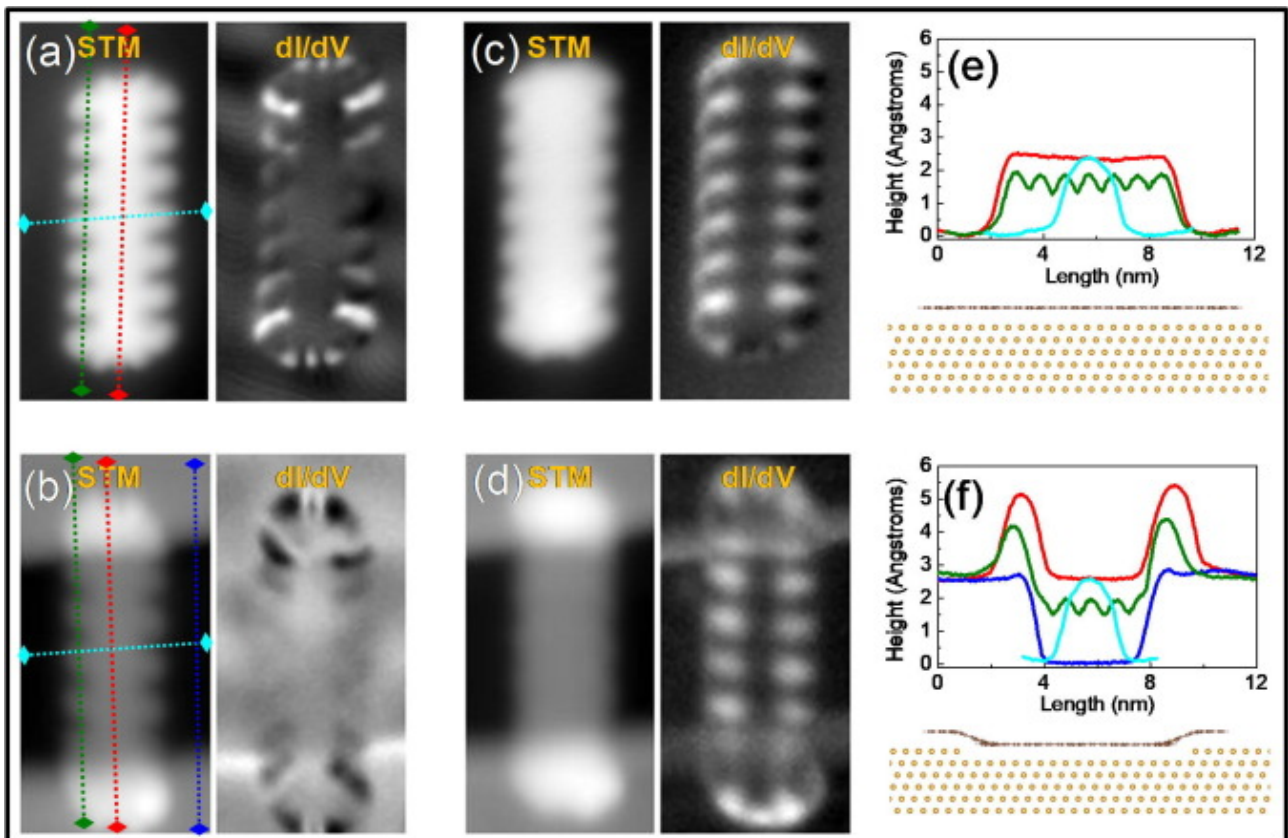 (a) STM dI/dV
(c) STM dI/dV
(e)
Height (Angstroms)
6
5
4
3
2
1
0
0 4 8 12
Length (nm)
(b) STM dI/dV
(d) STM dI/dV
(f)
Height (Angstroms)
6
5
4
3
2
1
0
0 4 8 12
Length (nm)